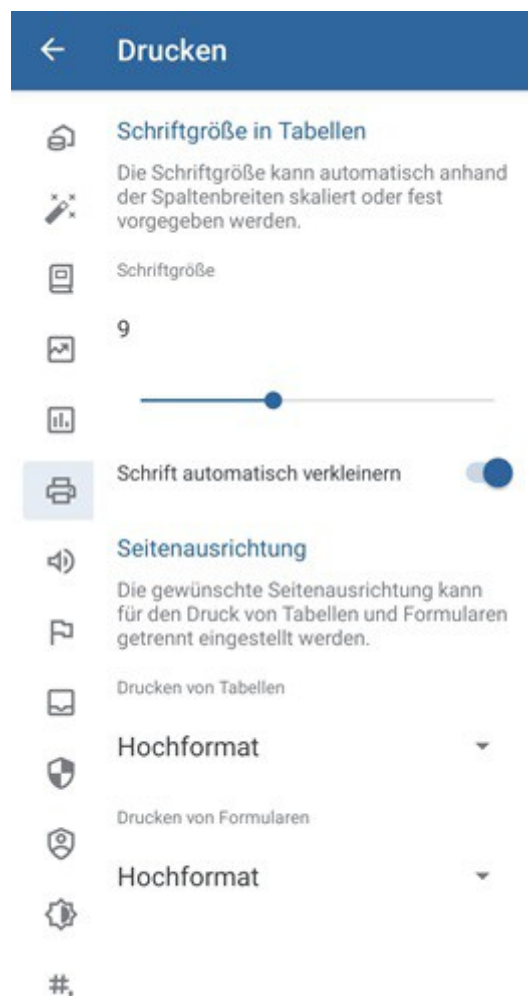 Drucken
Schriftgröße in Tabellen
Die Schriftgröße kann automatisch anhand
der Spaltenbreiten skaliert oder fest
vorgegeben werden.
Schriftgröße
9
Schrift automatisch verkleinern
Seitenausrichtung
Die gewünschte Seitenausrichtung kann
für den Druck von Tabellen und Formularen
getrennt eingestellt werden.
Drucken von Tabellen
Hochformat
Drucken von Formularen
Hochformat
#,